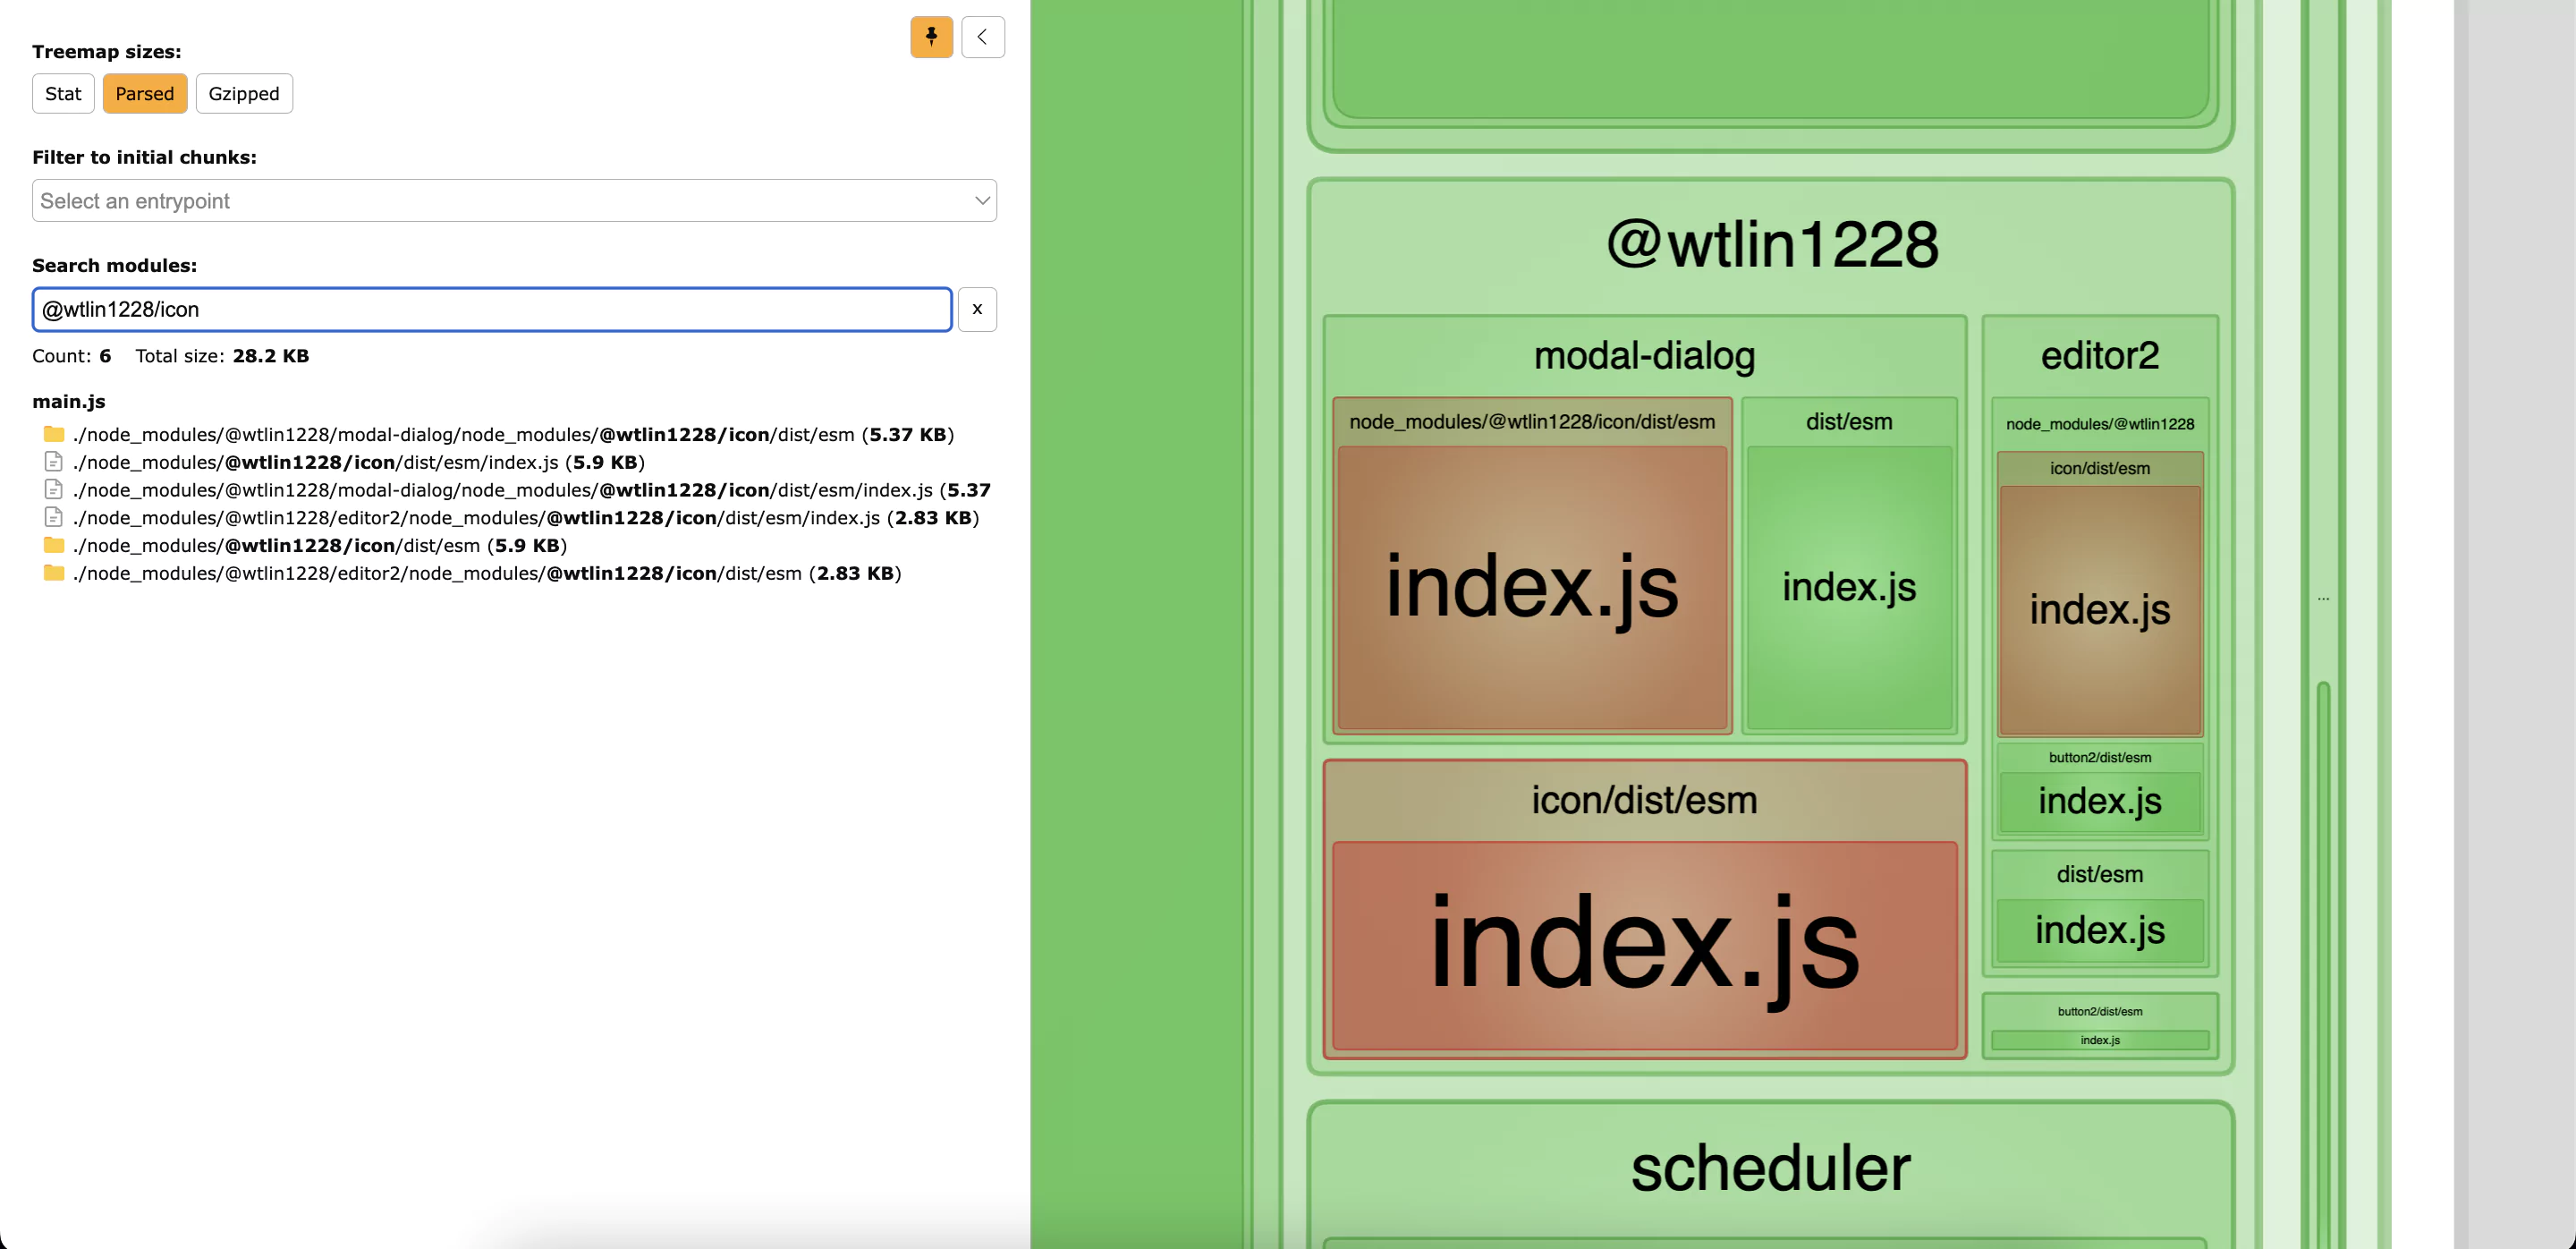 Treemap sizes:
Stat Parsed Gzipped
Filter to initial chunks:
Select an entrypoint
Search modules:
@wtlin1228/icon x
Count: 6 Total size: 28.2 KB
main.js
./node_modules/@wtlin1228/modal-dialog/node_modules/@wtlin1228/icon/dist/esm (5.37 KB)
./node_modules/@wtlin1228/icon/dist/esm/index.js (5.9 KB)
./node_modules/@wtlin1228/modal-dialog/node_modules/@wtlin1228/icon/dist/esm/index.js (5.37
./node_modules/@wtlin1228/editor2/node_modules/@wtlin1228/icon/dist/esm/index.js (2.83 KB)
./node_modules/@wtlin1228/icon/dist/esm (5.9 KB)
./node_modules/@wtlin1228/editor2/node_modules/@wtlin1228/icon/dist/esm (2.83 KB)
@wtlin1228
modal-dialog
node_modules/@wtlin1228/icon/dist/esm
index.js
dist/esm
index.js
icon/dist/esm
index.js
editor2
node_modules/@wtlin1228
icon/dist/esm
index.js
button2/dist/esm
index.js
dist/esm
index.js
button2/dist/esm
index.js
...
scheduler